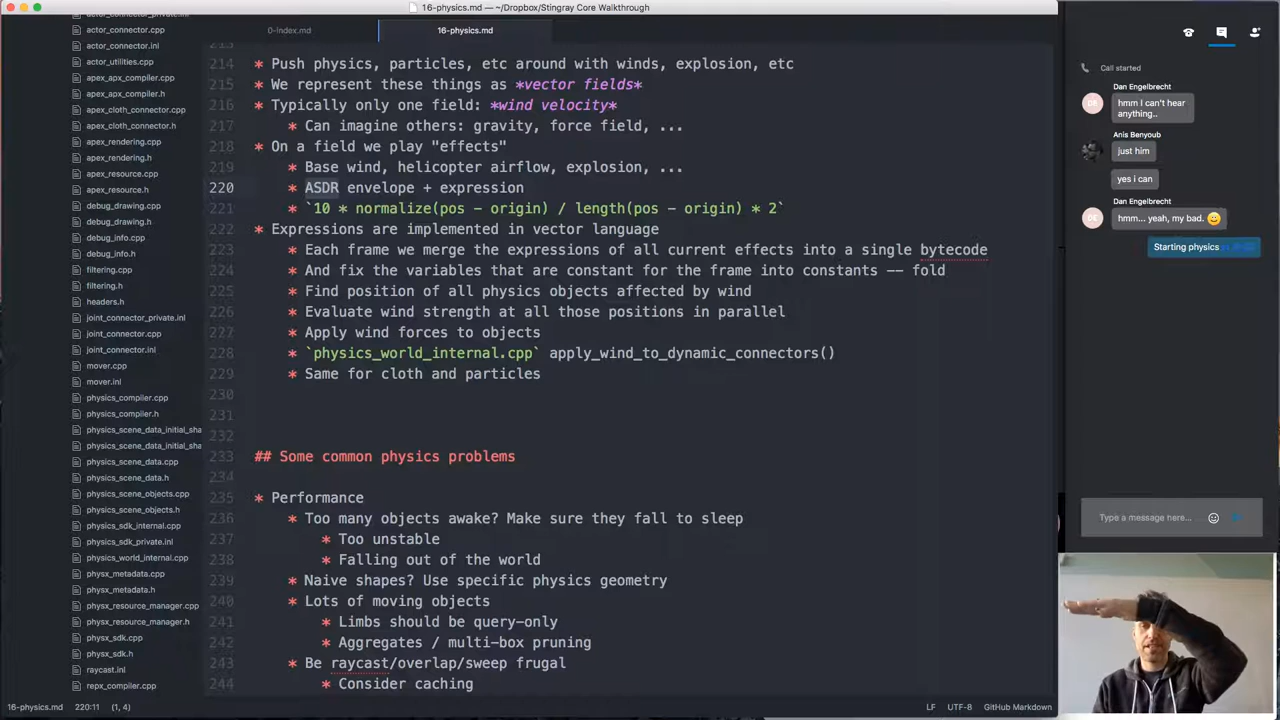 16-physics.md — ~/Dropbox/Stingray Core Walkthrough
0-index.md
16-physics.md
actor_connector.cpp
actor_connector.inl
actor_utilities.cpp
apex_apx_compiler.cpp
apex_apx_compiler.h
apex_cloth_connector.cpp
apex_cloth_connector.h
apex_rendering.cpp
apex_rendering.h
apex_resource.cpp
apex_resource.h
debug_drawing.cpp
debug_drawing.h
debug_info.cpp
debug_info.h
filtering.cpp
filtering.h
headers.h
joint_connector_private.inl
joint_connector.cpp
joint_connector.inl
mover.cpp
mover.inl
physics_compiler.cpp
physics_compiler.h
physics_scene_data_initial_sha
physics_scene_data_initial_sha
physics_scene_data.cpp
physics_scene_data.h
physics_scene_objects.cpp
physics_scene_objects.h
physics_sdk_internal.cpp
physics_sdk_private.inl
physics_world_internal.cpp
physx_metadata.cpp
physx_metadata.h
physx_resource_manager.cpp
physx_resource_manager.h
physx_sdk.cpp
physx_sdk.h
raycast.inl
repx_compiler.cpp
214 * Push physics, particles, etc around with winds, explosion, etc
215 * We represent these things as *vector fields*
216 * Typically only one field: *wind velocity*
217 * Can imagine others: gravity, force field, ...
218 * On a field we play "effects"
219 * Base wind, helicopter airflow, explosion, ...
220 * ASDR envelope + expression
221 * `10 * normalize(pos - origin) / length(pos - origin) * 2`
222 * Expressions are implemented in vector language
223 * Each frame we merge the expressions of all current effects into a single bytecode
224 * And fix the variables that are constant for the frame into constants -- fold
225 * Find position of all physics objects affected by wind
226 * Evaluate wind strength at all those positions in parallel
227 * Apply wind forces to objects
228 * `physics_world_internal.cpp` apply_wind_to_dynamic_connectors()
229 * Same for cloth and particles
230
231
232
233 ## Some common physics problems
234
235 * Performance
236 * Too many objects awake? Make sure they fall to sleep
237 * Too unstable
238 * Falling out of the world
239 * Naive shapes? Use specific physics geometry
240 * Lots of moving objects
241 * Limbs should be query-only
242 * Aggregates / multi-box pruning
243 * Be raycast/overlap/sweep frugal
244 * Consider caching
16-physics.md 220:11 (1, 4)
LF UTF-8 GitHub Markdown
Call started
Dan Engelbrecht
DE
hmm I can't hear
anything..
Anis Benyoub
just him
yes i can
Dan Engelbrecht
DE
hmm... yeah, my bad.
Starting physics
Type a message here...